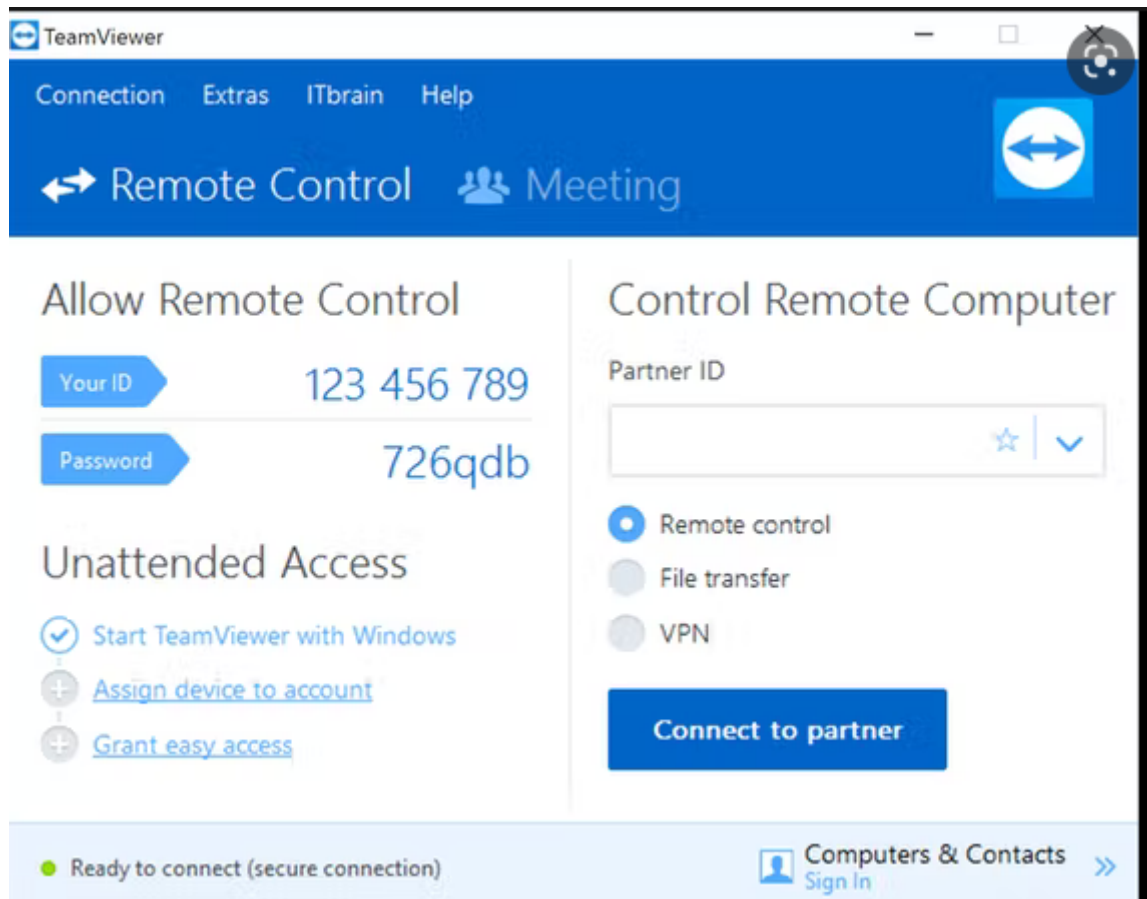 TeamViewer
Connection Extras ITbrain Help
Remote Control Meeting
Allow Remote Control
Your ID 123 456 789
Password 726qdb
Unattended Access
Start TeamViewer with Windows
Assign device to account
Grant easy access
Control Remote Computer
Partner ID
Remote control
File transfer
VPN
Connect to partner
Ready to connect (secure connection)
Computers & Contacts
Sign In